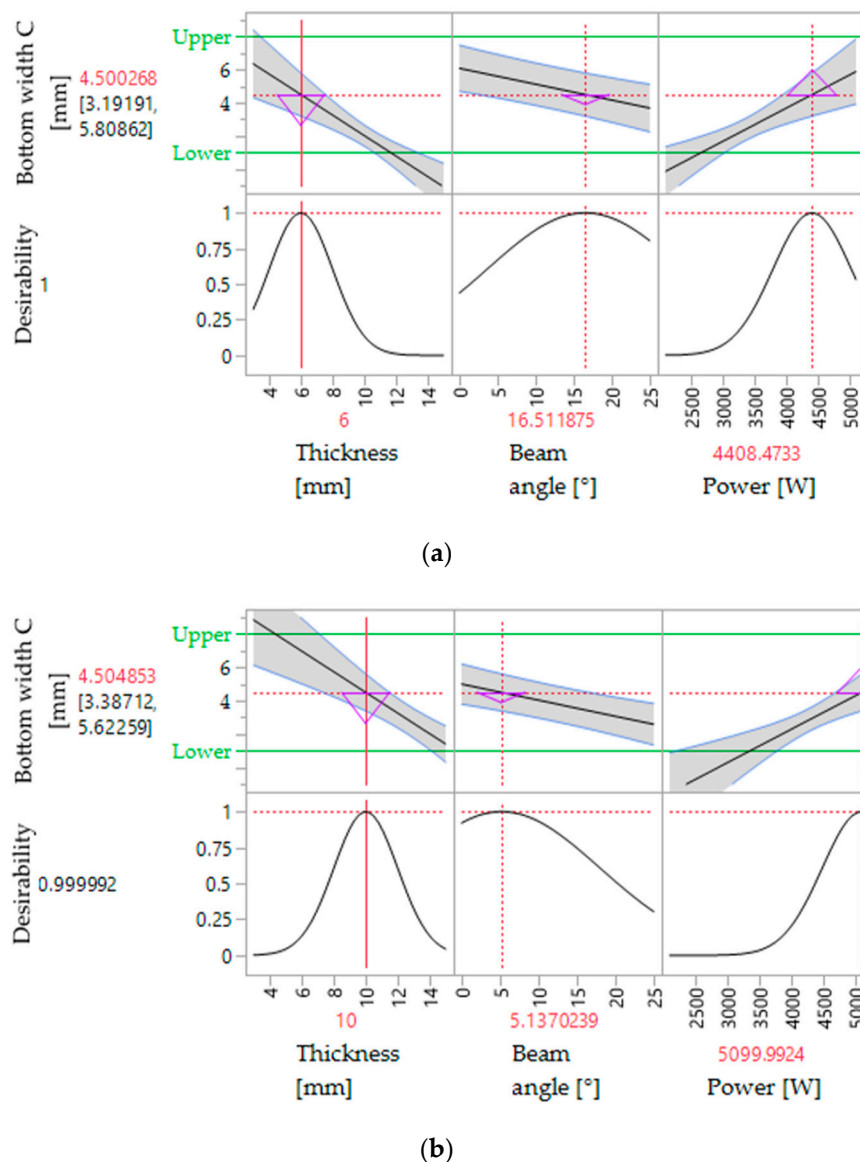 Bottom width C
[mm]
4.500268
[3.19191,
5.80862]
Upper
6
4
Lower
Desirability
1
1
0.75
0.5
0.25
0
4
6
8
10
12
14
0
5
10
15
20
25
2500
3000
3500
4000
4500
5000
6
16.511875
4408.4733
Thickness
[mm]
Beam
angle [°]
Power [W]
(a)
Bottom width C
[mm]
4.504853
[3.38712,
5.62259]
Upper
6
4
Lower
Desirability
0.999992
1
0.75
0.5
0.25
0
4
6
8
10
12
14
0
5
10
15
20
25
2500
3000
3500
4000
4500
5000
10
5.1370239
5099.9924
Thickness
[mm]
Beam
angle [°]
Power [W]
(b)